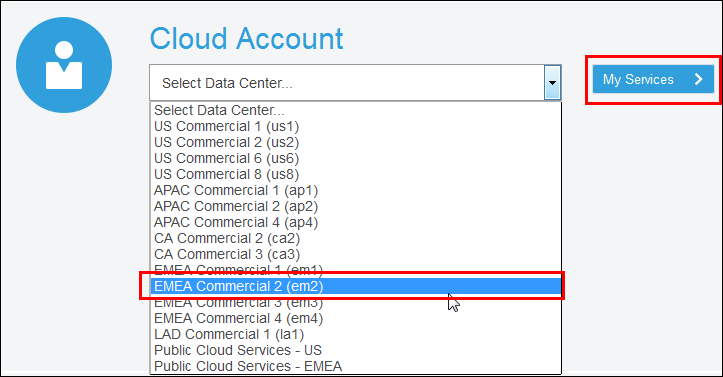 Cloud Account
Select Data Center...
My Services
Select Data Center...
US Commercial 1 (us1)
US Commercial 2 (us2)
US Commercial 6 (us6)
US Commercial 8 (us8)
APAC Commercial 1 (ap1)
APAC Commercial 2 (ap2)
APAC Commercial 4 (ap4)
CA Commercial 2 (ca2)
CA Commercial 3 (ca3)
EMEA Commercial 1 (em1)
EMEA Commercial 2 (em2)
EMEA Commercial 3 (em3)
EMEA Commercial 4 (em4)
LAD Commercial 1 (la1)
Public Cloud Services - US
Public Cloud Services - EMEA